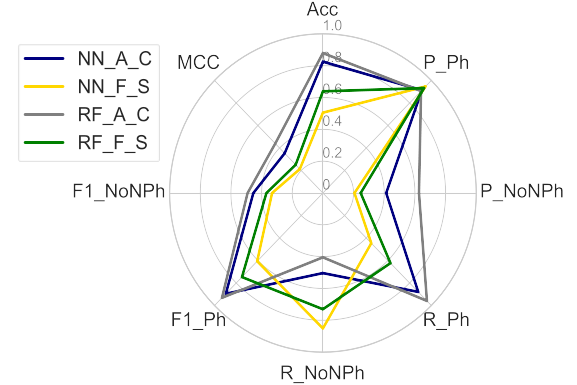 Acc
1.0
0.8
0.6
0.4
0.2
0
P_Ph
P_NoNPh
R_Ph
R_NoNPh
F1_Ph
F1_NoNPh
MCC
NN_A_C
NN_F_S
RF_A_C
RF_F_S